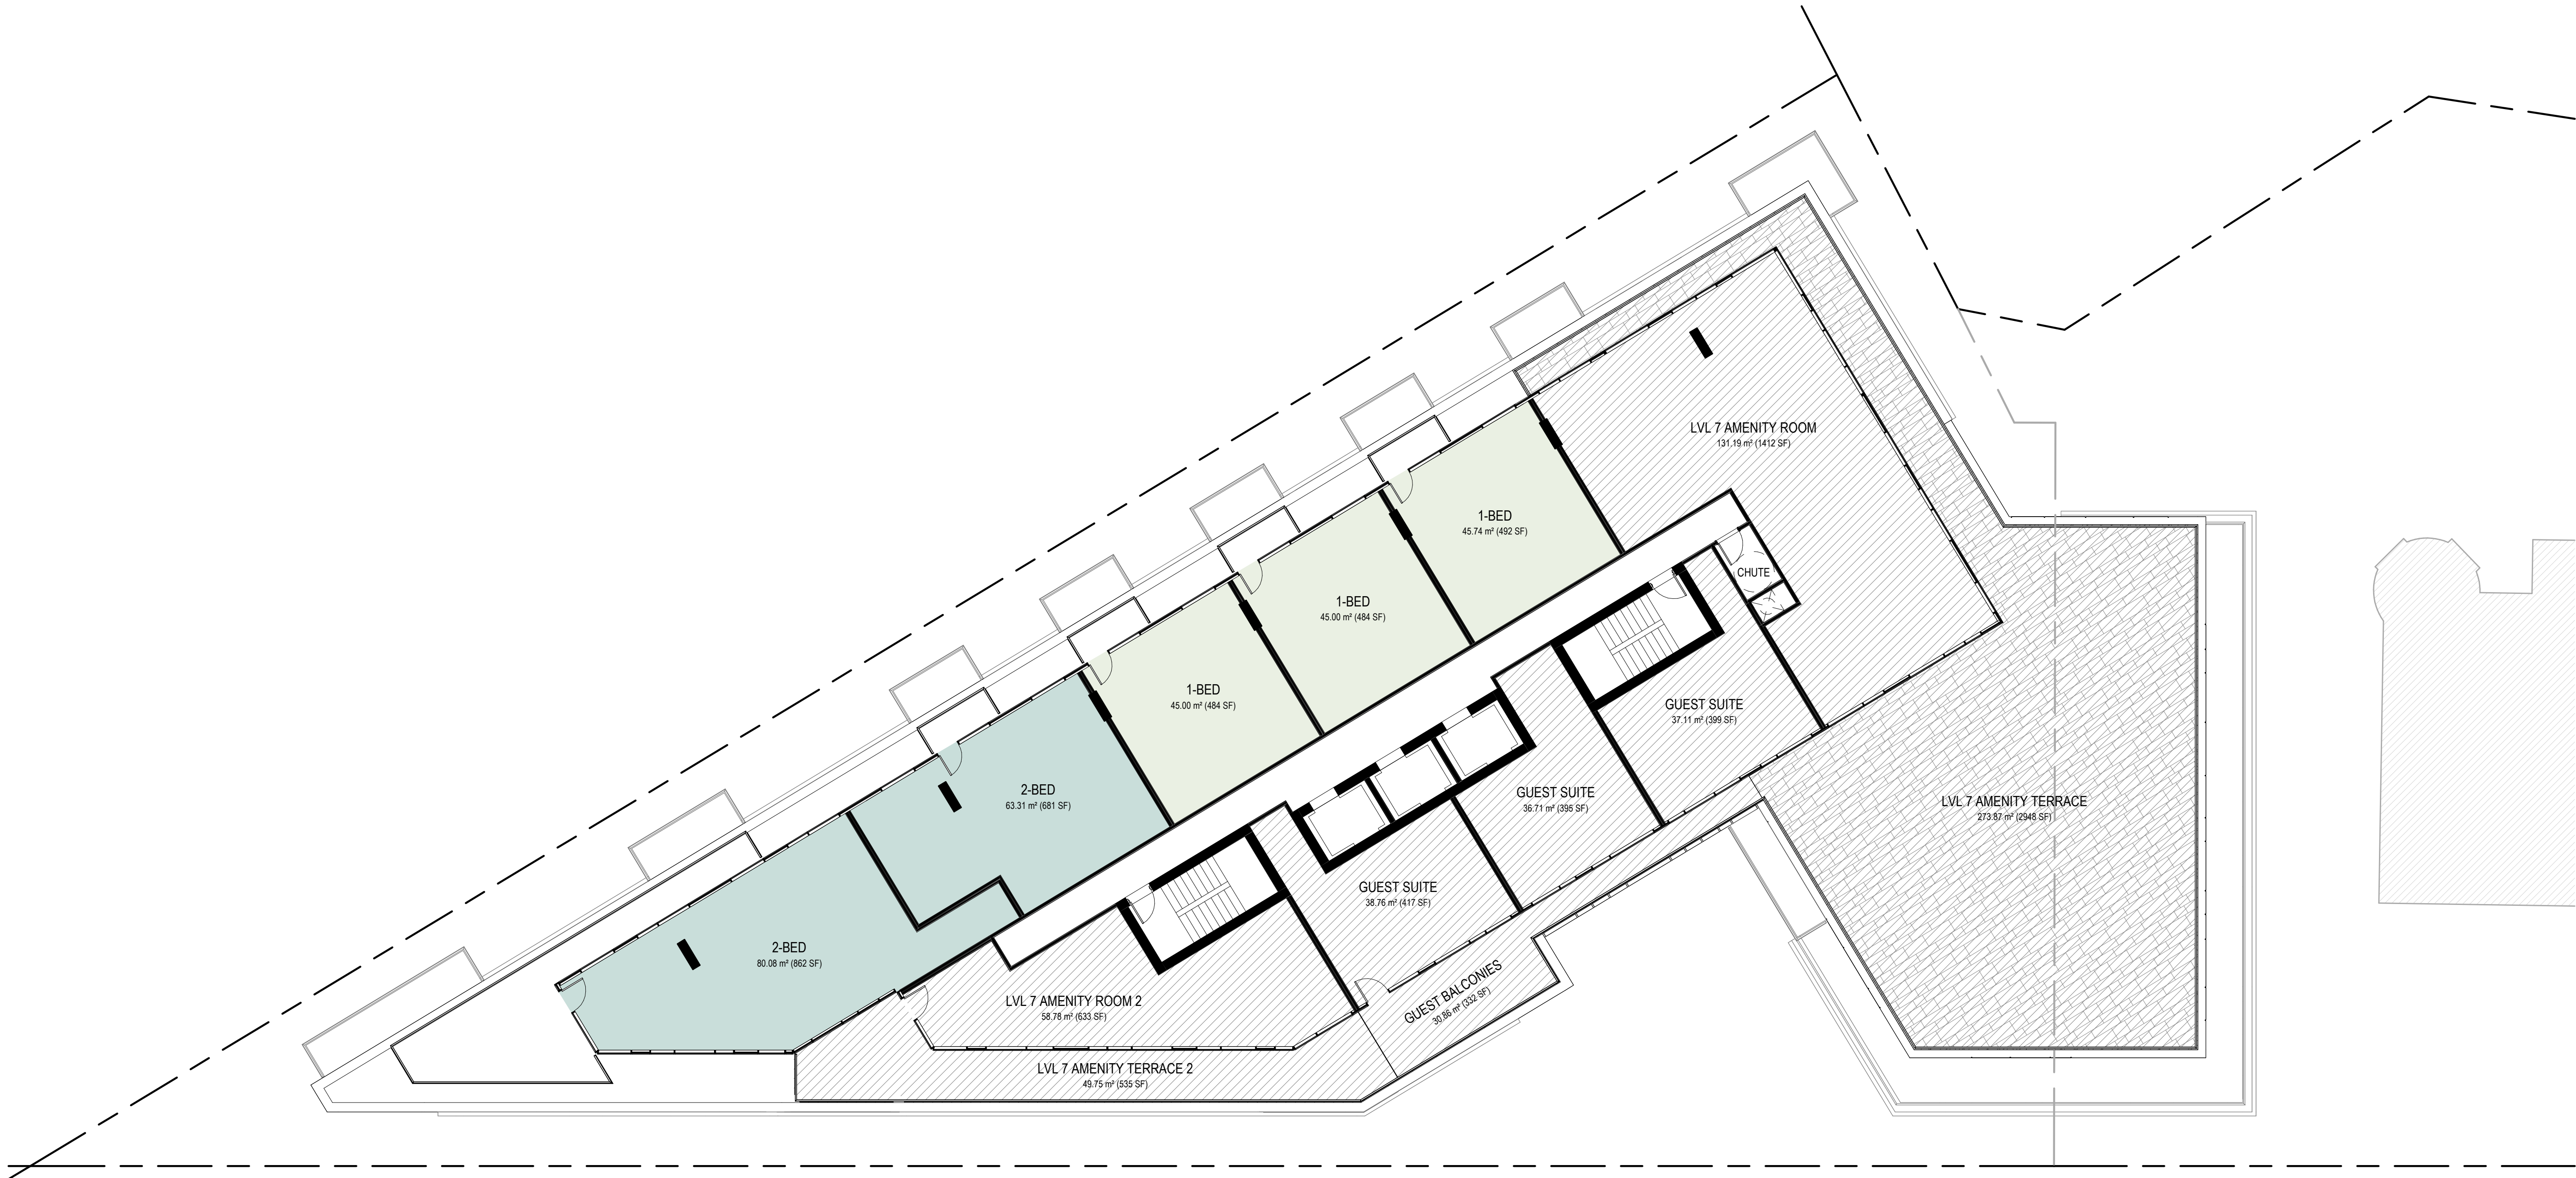 LVL 7 AMENITY ROOM
131.19 m² (1412 SF)
1-BED
45.74 m² (492 SF)
CHUTE
1-BED
45.00 m² (484 SF)
1-BED
45.00 m² (484 SF)
GUEST SUITE
37.11 m² (399 SF)
2-BED
63.31 m² (681 SF)
GUEST SUITE
36.71 m² (395 SF)
LVL 7 AMENITY TERRACE
273.87 m² (2948 SF)
GUEST SUITE
38.76 m² (417 SF)
2-BED
80.08 m² (862 SF)
GUEST BALCONIES
30.86 m² (332 SF)
LVL 7 AMENITY ROOM 2
58.78 m² (633 SF)
LVL 7 AMENITY TERRACE 2
49.75 m² (535 SF)